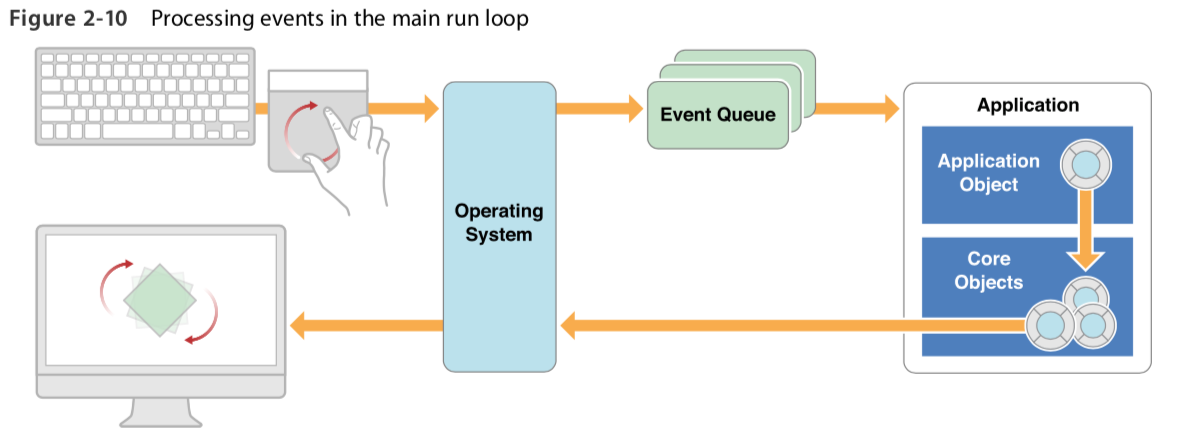 Figure 2-10 Processing events in the main run loop
Event Queue
Application
Application
Object
Operating
System
Core
Objects